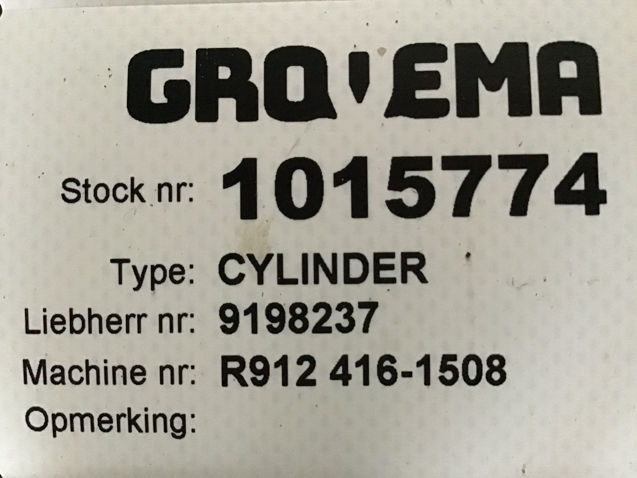 GROVEMA
Stock nr: 1015774
Type: CYLINDER
Liebherr nr: 9198237
Machine nr: R912 416-1508
Opmerking: